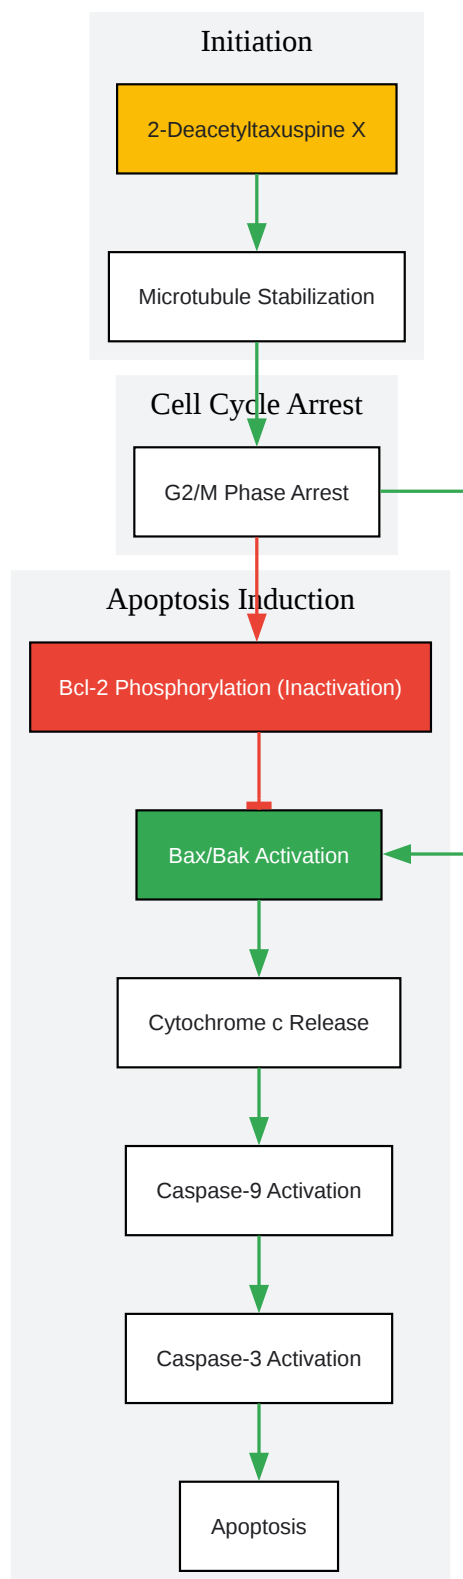 Initiation
2-Deacetyltaxuspine X
Microtubule Stabilization
Cell Cycle Arrest
G2/M Phase Arrest
Apoptosis Induction
Bcl-2 Phosphorylation (Inactivation)
Bax/Bak Activation
Cytochrome c Release
Caspase-9 Activation
Caspase-3 Activation
Apoptosis